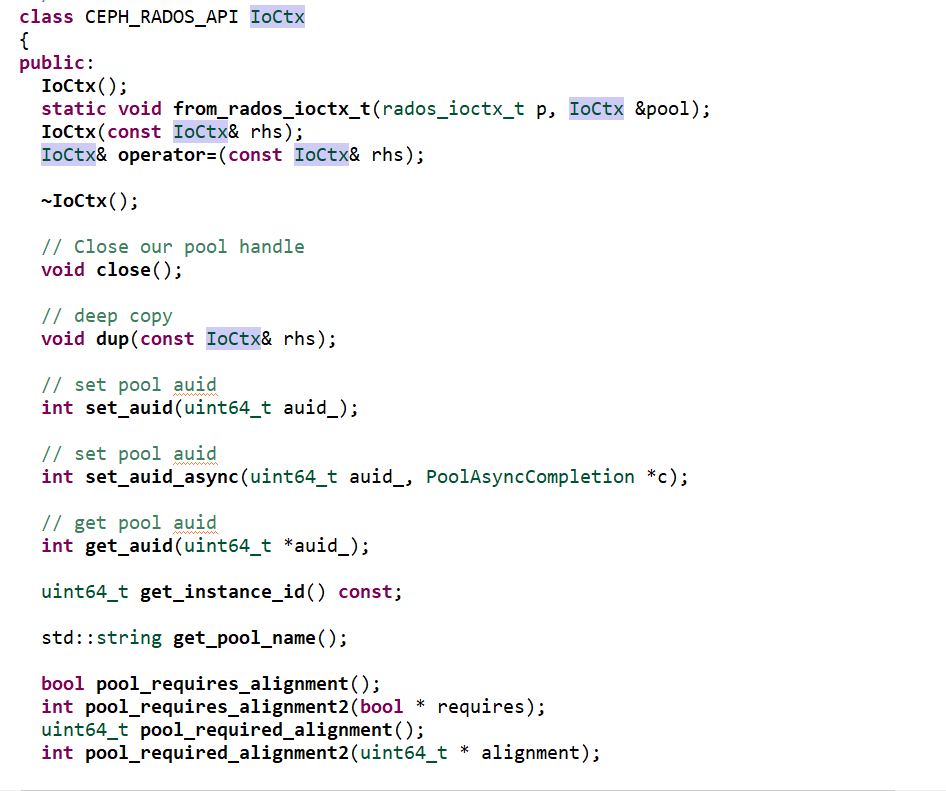 class CEPH_RADOS_API IoCtx
{
public:
  IoCtx();
  static void from_rados_ioctx_t(rados_ioctx_t p, IoCtx &pool);
  IoCtx(const IoCtx& rhs);
  IoCtx& operator=(const IoCtx& rhs);

  ~IoCtx();

  // Close our pool handle
  void close();

  // deep copy
  void dup(const IoCtx& rhs);

  // set pool auid
  int set_auid(uint64_t auid_);

  // set pool auid
  int set_auid_async(uint64_t auid_, PoolAsyncCompletion *c);

  // get pool auid
  int get_auid(uint64_t *auid_);

  uint64_t get_instance_id() const;

  std::string get_pool_name();

  bool pool_requires_alignment();
  int pool_requires_alignment2(bool * requires);
  uint64_t pool_required_alignment();
  int pool_required_alignment2(uint64_t * alignment);